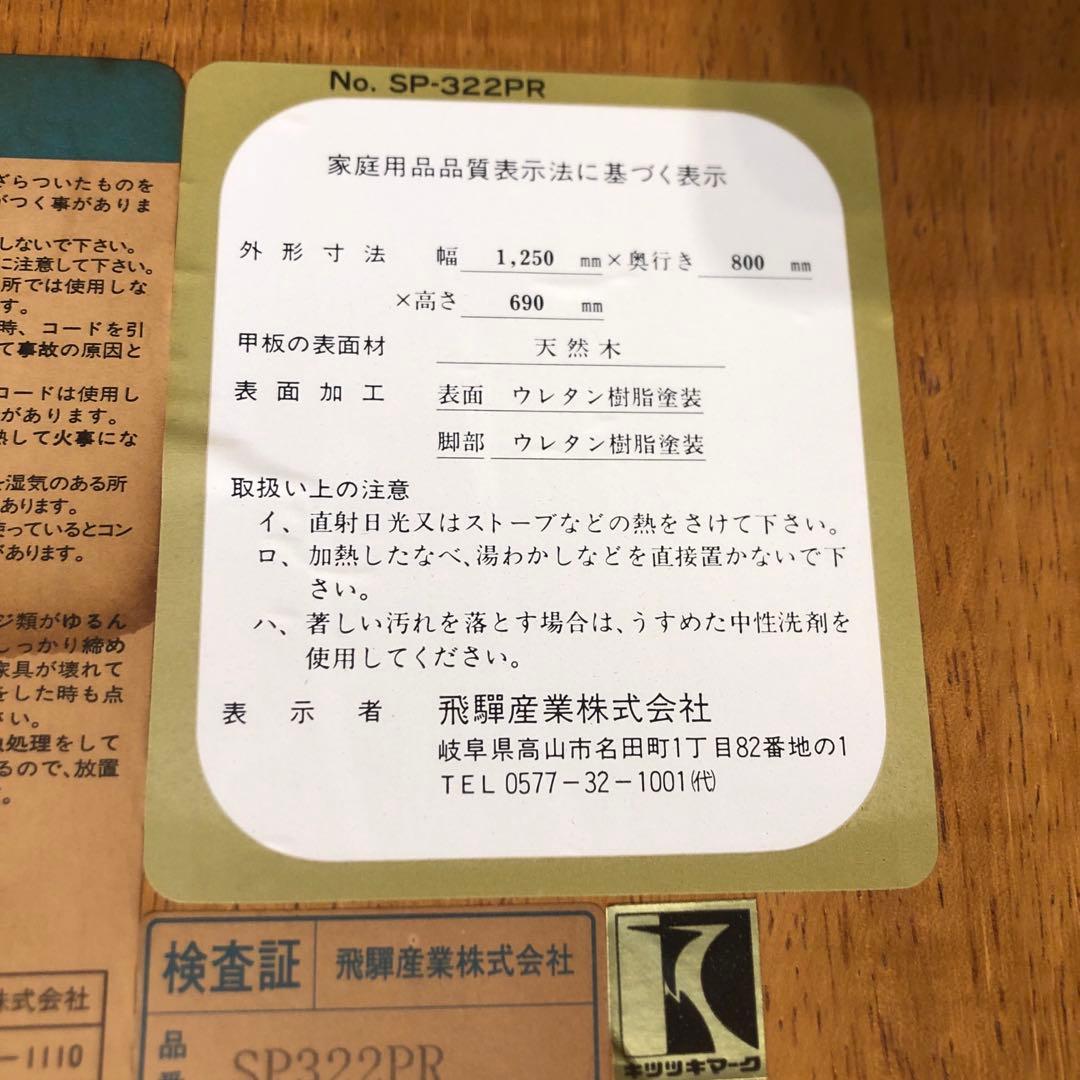 No. SP-322PR
家庭用品品質表示法に基づく表示
外形寸法 幅 1,250 mm×奥行き 800 mm
×高さ 690 mm
甲板の表面材 天然木
表面加工 表面 ウレタン樹脂塗装
脚部 ウレタン樹脂塗装
取扱い上の注意
イ、直射日光又はストーブなどの熱をさけて下さい。
ロ、加熱したなべ、湯わかしなどを直接置かないで下
さい。
ハ、著しい汚れを落とす場合は、うすめた中性洗剤を
使用してください。
表示者 飛驒産業株式会社
岐阜県高山市名田町1丁目82番地の1
TEL 0577-32-1001㈹
ざらついたものを
がつく事がありま
しないで下さい。
に注意して下さい。
所では使用しな
す。
時、コードを引
て事故の原因と
コードは使用し
があります。
熱して火事にな
湿気のある所
あります。
使っているとコン
があります。
ジ類がゆるん
しっかり締め
家具が壊れて
をした時も点
さい。
処理をして
るので、放置
。
株式会社
-1110
検査証 飛驒産業株式会社
品番 SP322PR
キツツキマーク